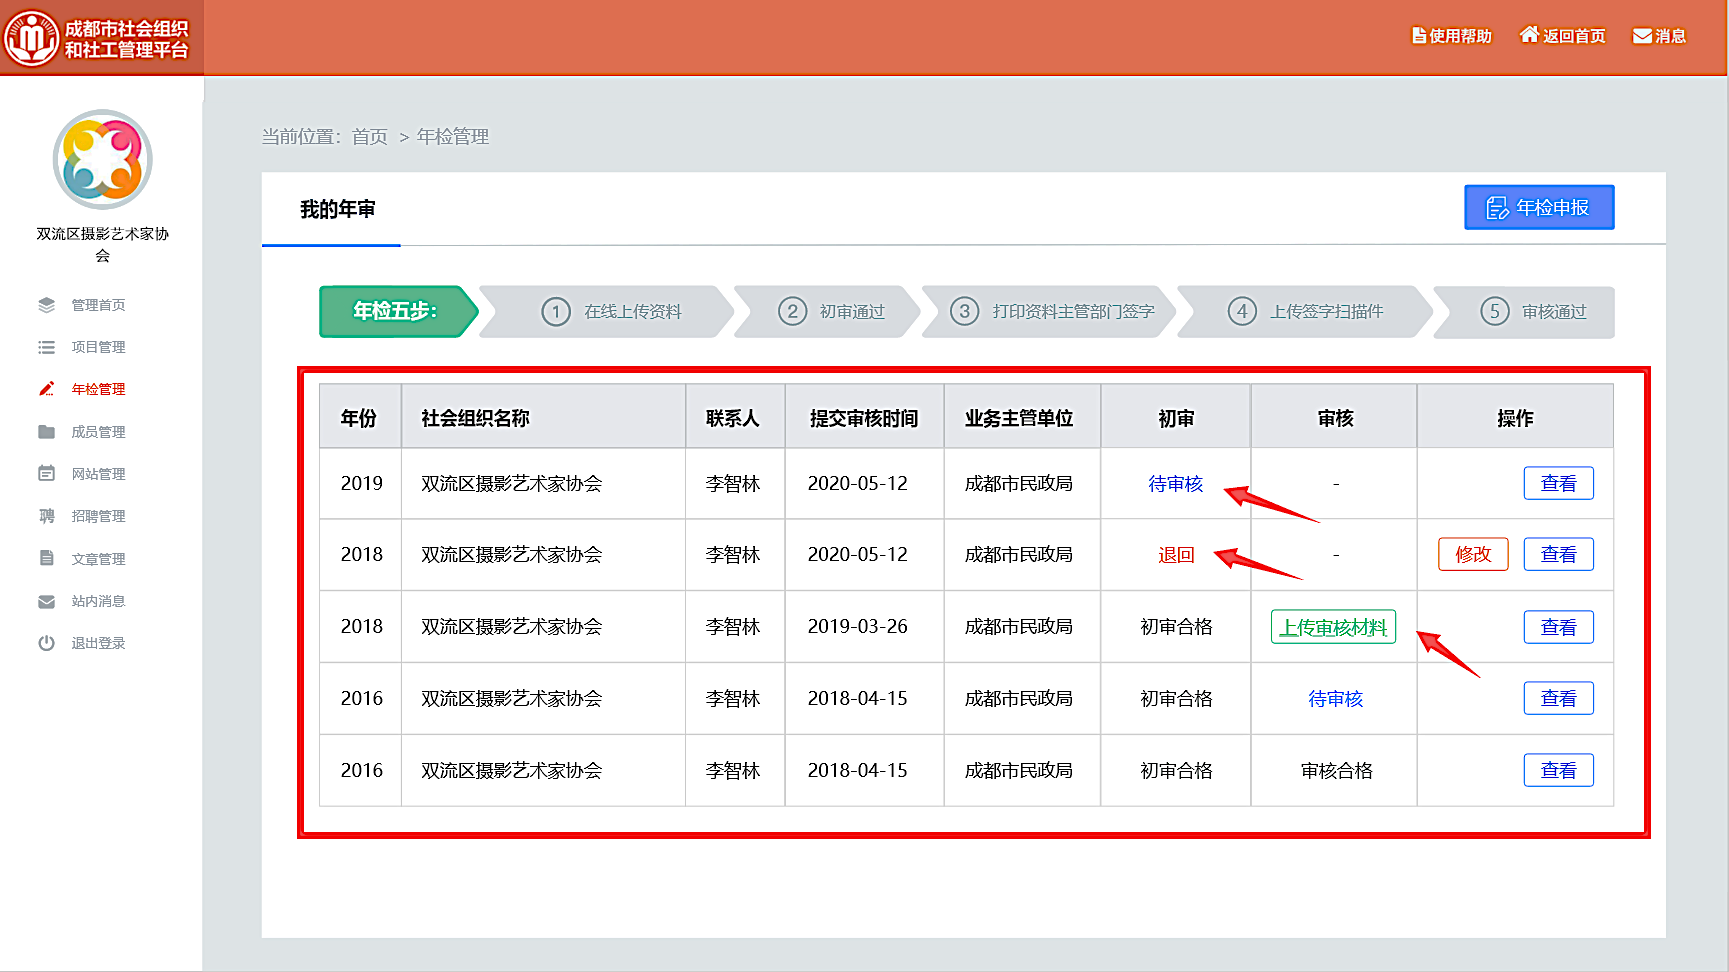 成都市社会组织
和社工管理平台
使用帮助 返回首页 消息
双流区摄影艺术家协
会
管理首页
项目管理
年检管理
成员管理
网站管理
聘 招聘管理
文章管理
站内消息
退出登录
当前位置：首页 > 年检管理
我的年审
年检申报
年检五步： 1 在线上传资料 2 初审通过 3 打印资料主管部门签字 4 上传签字扫描件 5 审核通过
年份 社会组织名称 联系人 提交审核时间 业务主管单位 初审 审核 操作
2019 双流区摄影艺术家协会 李智林 2020-05-12 成都市民政局 待审核 - 查看
2018 双流区摄影艺术家协会 李智林 2020-05-12 成都市民政局 退回 - 修改 查看
2018 双流区摄影艺术家协会 李智林 2019-03-26 成都市民政局 初审合格 上传审核材料 查看
2016 双流区摄影艺术家协会 李智林 2018-04-15 成都市民政局 初审合格 待审核 查看
2016 双流区摄影艺术家协会 李智林 2018-04-15 成都市民政局 初审合格 审核合格 查看